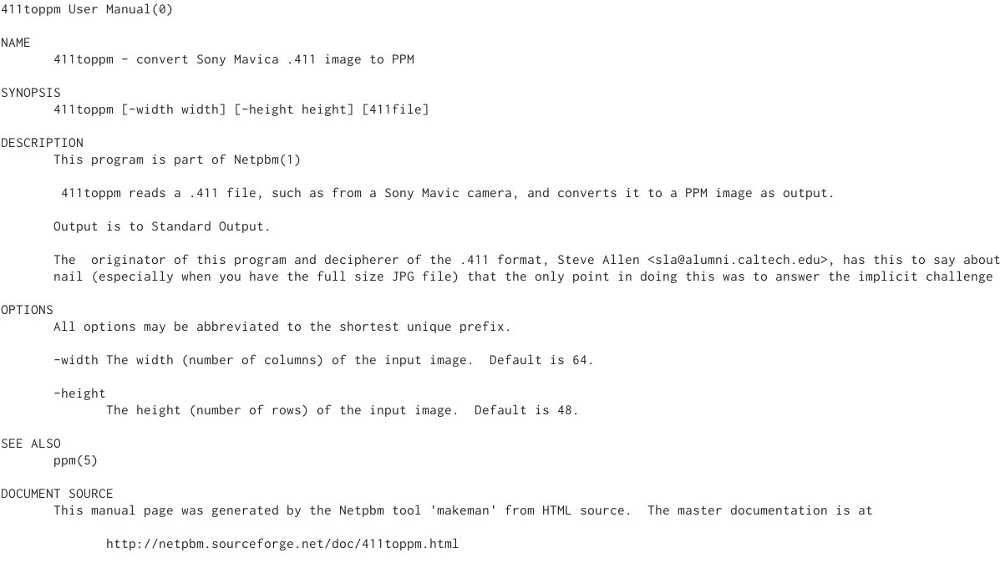 411toppm User Manual(0)
NAME
411toppm - convert Sony Mavica .411 image to PPM
SYNOPSIS
411toppm [-width width] [-height height] [411file]
DESCRIPTION
This program is part of Netpbm(1)
411toppm reads a .411 file, such as from a Sony Mavic camera, and converts it to a PPM image as output.
Output is to Standard Output.
The  originator of this program and decipherer of the .411 format, Steve Allen <sla@alumni.caltech.edu>, has this to say about
nail (especially when you have the full size JPG file) that the only point in doing this was to answer the implicit challenge
OPTIONS
All options may be abbreviated to the shortest unique prefix.
-width The width (number of columns) of the input image.  Default is 64.
-height
The height (number of rows) of the input image.  Default is 48.
SEE ALSO
ppm(5)
DOCUMENT SOURCE
This manual page was generated by the Netpbm tool 'makeman' from HTML source.  The master documentation is at
http://netpbm.sourceforge.net/doc/411toppm.html